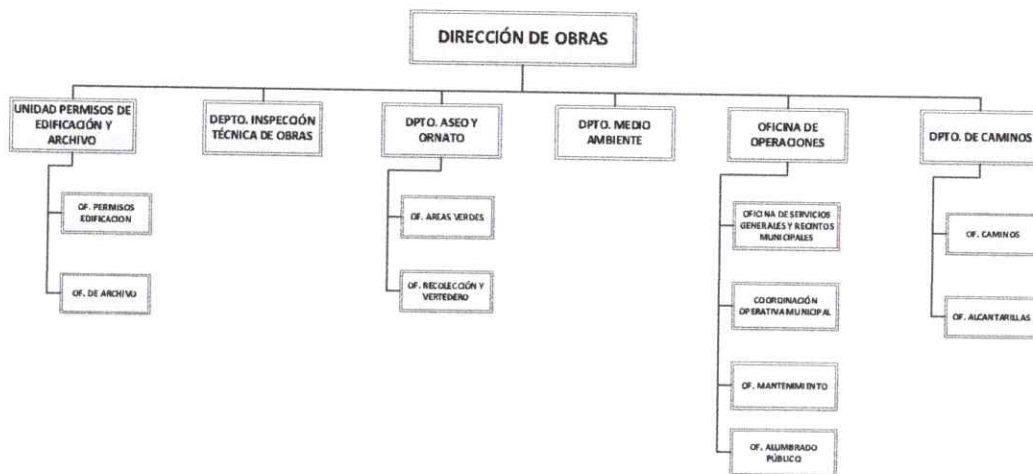 DIRECCIÓN DE OBRAS
UNIDAD PERMISOS DE
EDIFICACIÓN Y
ARCHIVO
DEPTO. INSPECCIÓN
TÉCNICA DE OBRAS
DPTO. ASEO Y
ORNATO
DPTO. MEDIO
AMBIENTE
OFICINA DE
OPERACIONES
DPTO. DE CAMINOS
OF. PERMISOS
EDIFICACION
OF. DE ARCHIVO
OF. AREAS VERDES
OF. RECOLECCIÓN Y
VERTEDERO
OFICINA DE SERVICIOS
GENERALES Y RECINTOS
MUNICIPALES
COORDINACIÓN
OPERATIVA MUNICIPAL
OF. MANTENIMIENTO
OF. ALUMBRADO
PÚBLICO
OF. CAMINOS
OF. ALCANTARILLAS